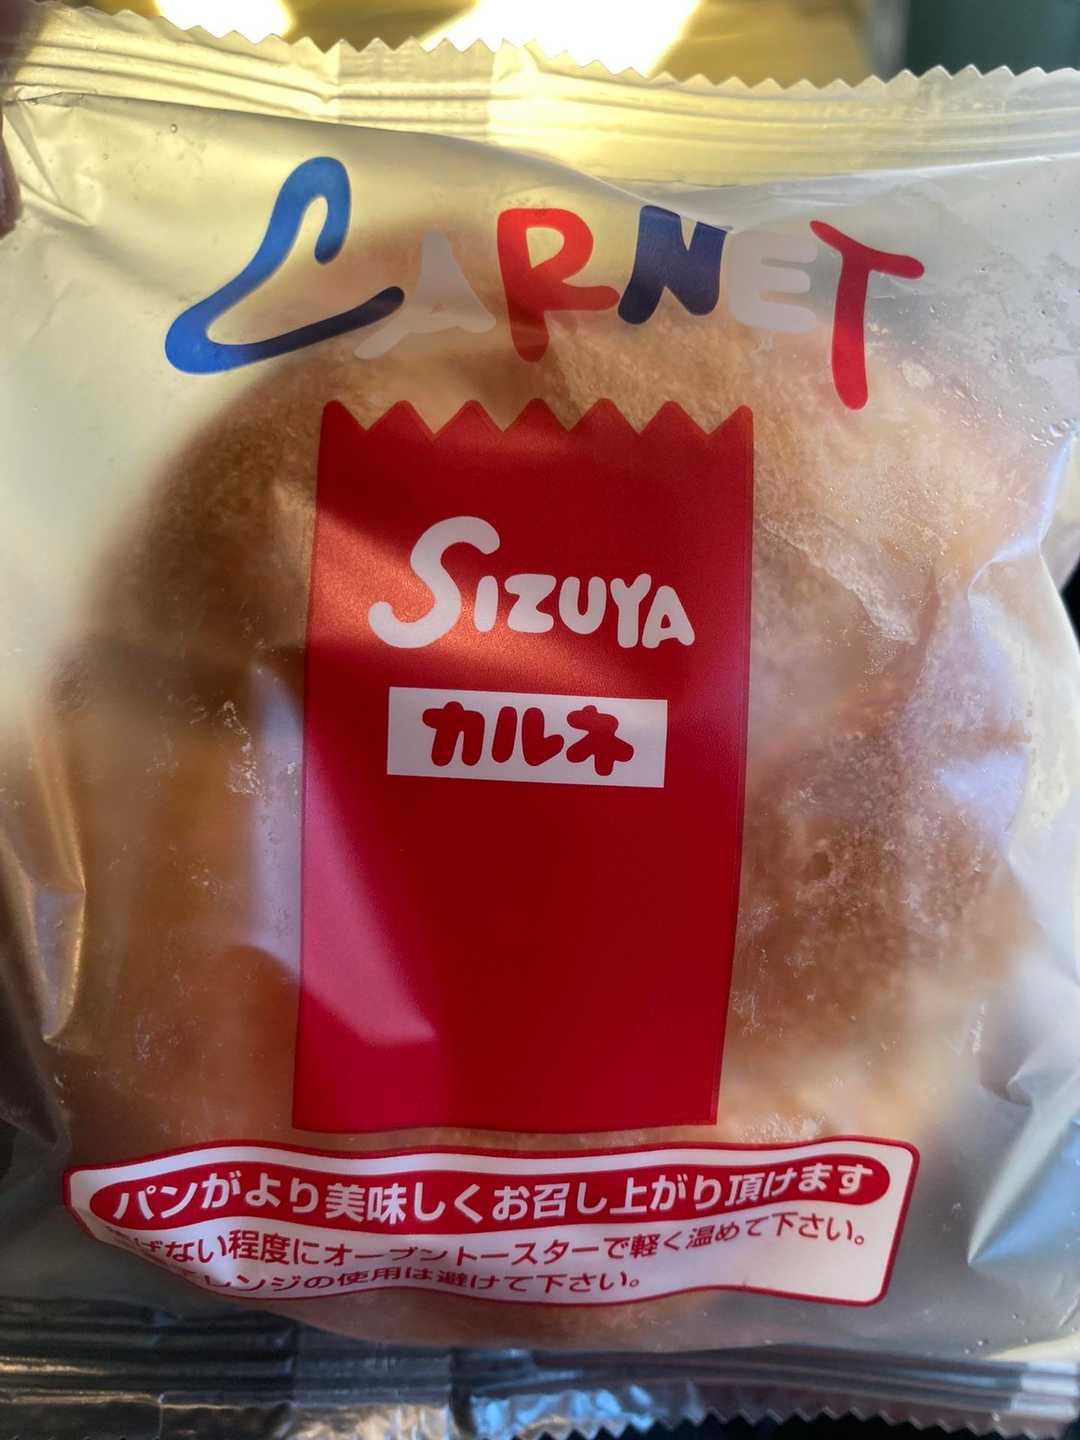 CARNET
SIZUYA
カルネ
パンがより美味しくお召し上がり頂けます
ない程度にオーブントースターで軽く温めて下さい。
レンジの使用は避けて下さい。